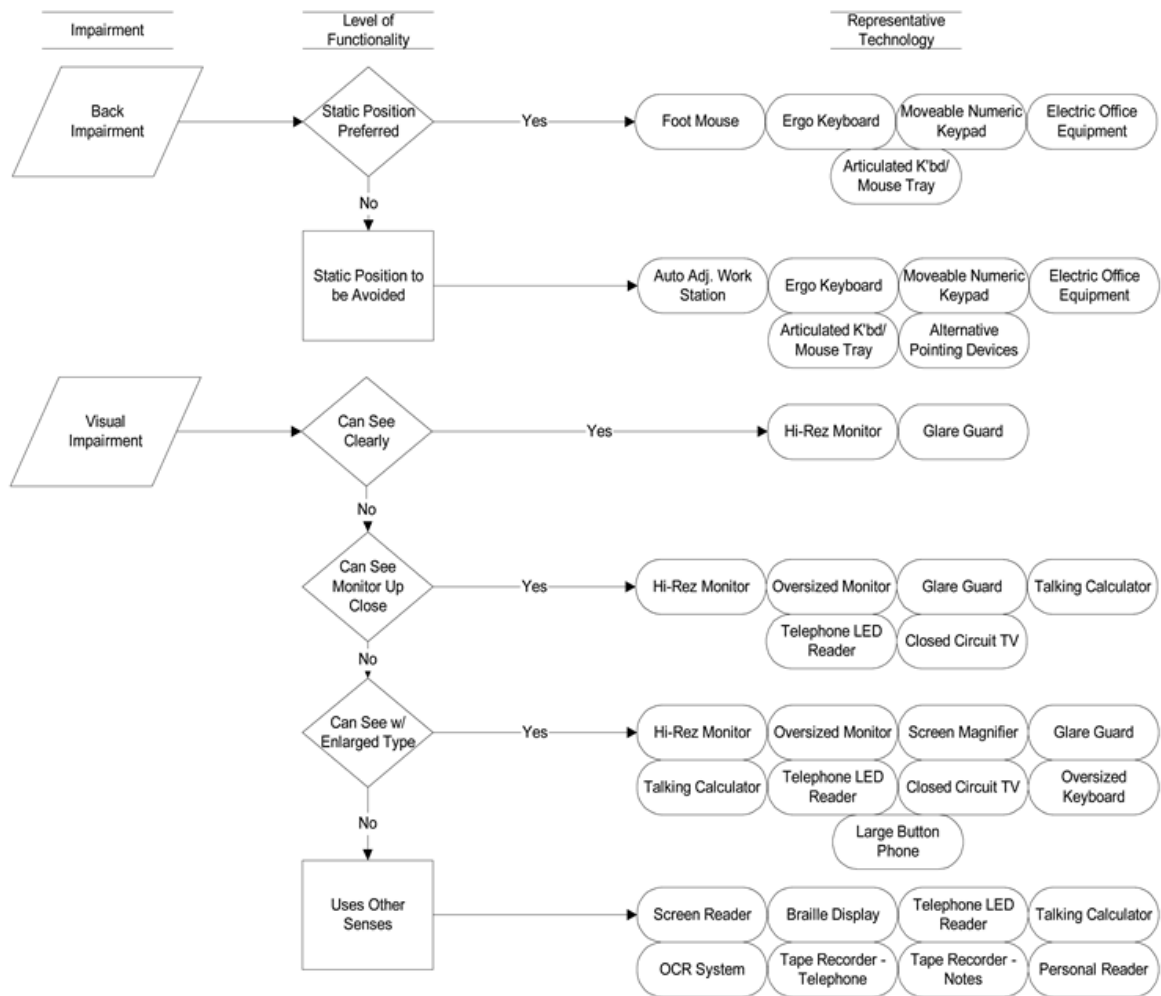 Impairment
Level of
Functionality
Representative
Technology
Back
Impairment
Static Position
Preferred
Yes
Foot Mouse
Ergo Keyboard
Moveable Numeric
Keypad
Electric Office
Equipment
Articulated K'bd/
Mouse Tray
No
Static Position to
be Avoided
Auto Adj. Work
Station
Ergo Keyboard
Moveable Numeric
Keypad
Electric Office
Equipment
Articulated K'bd/
Mouse Tray
Alternative
Pointing Devices
Visual
Impairment
Can See
Clearly
Yes
Hi-Rez Monitor
Glare Guard
No
Can See
Monitor Up
Close
Yes
Hi-Rez Monitor
Oversized Monitor
Glare Guard
Talking Calculator
Telephone LED
Reader
Closed Circuit TV
No
Can See w/
Enlarged Type
Yes
Hi-Rez Monitor
Oversized Monitor
Screen Magnifier
Glare Guard
Talking Calculator
Telephone LED
Reader
Closed Circuit TV
Oversized
Keyboard
Large Button
Phone
No
Uses Other
Senses
Screen Reader
Braille Display
Telephone LED
Reader
Talking Calculator
OCR System
Tape Recorder -
Telephone
Tape Recorder -
Notes
Personal Reader